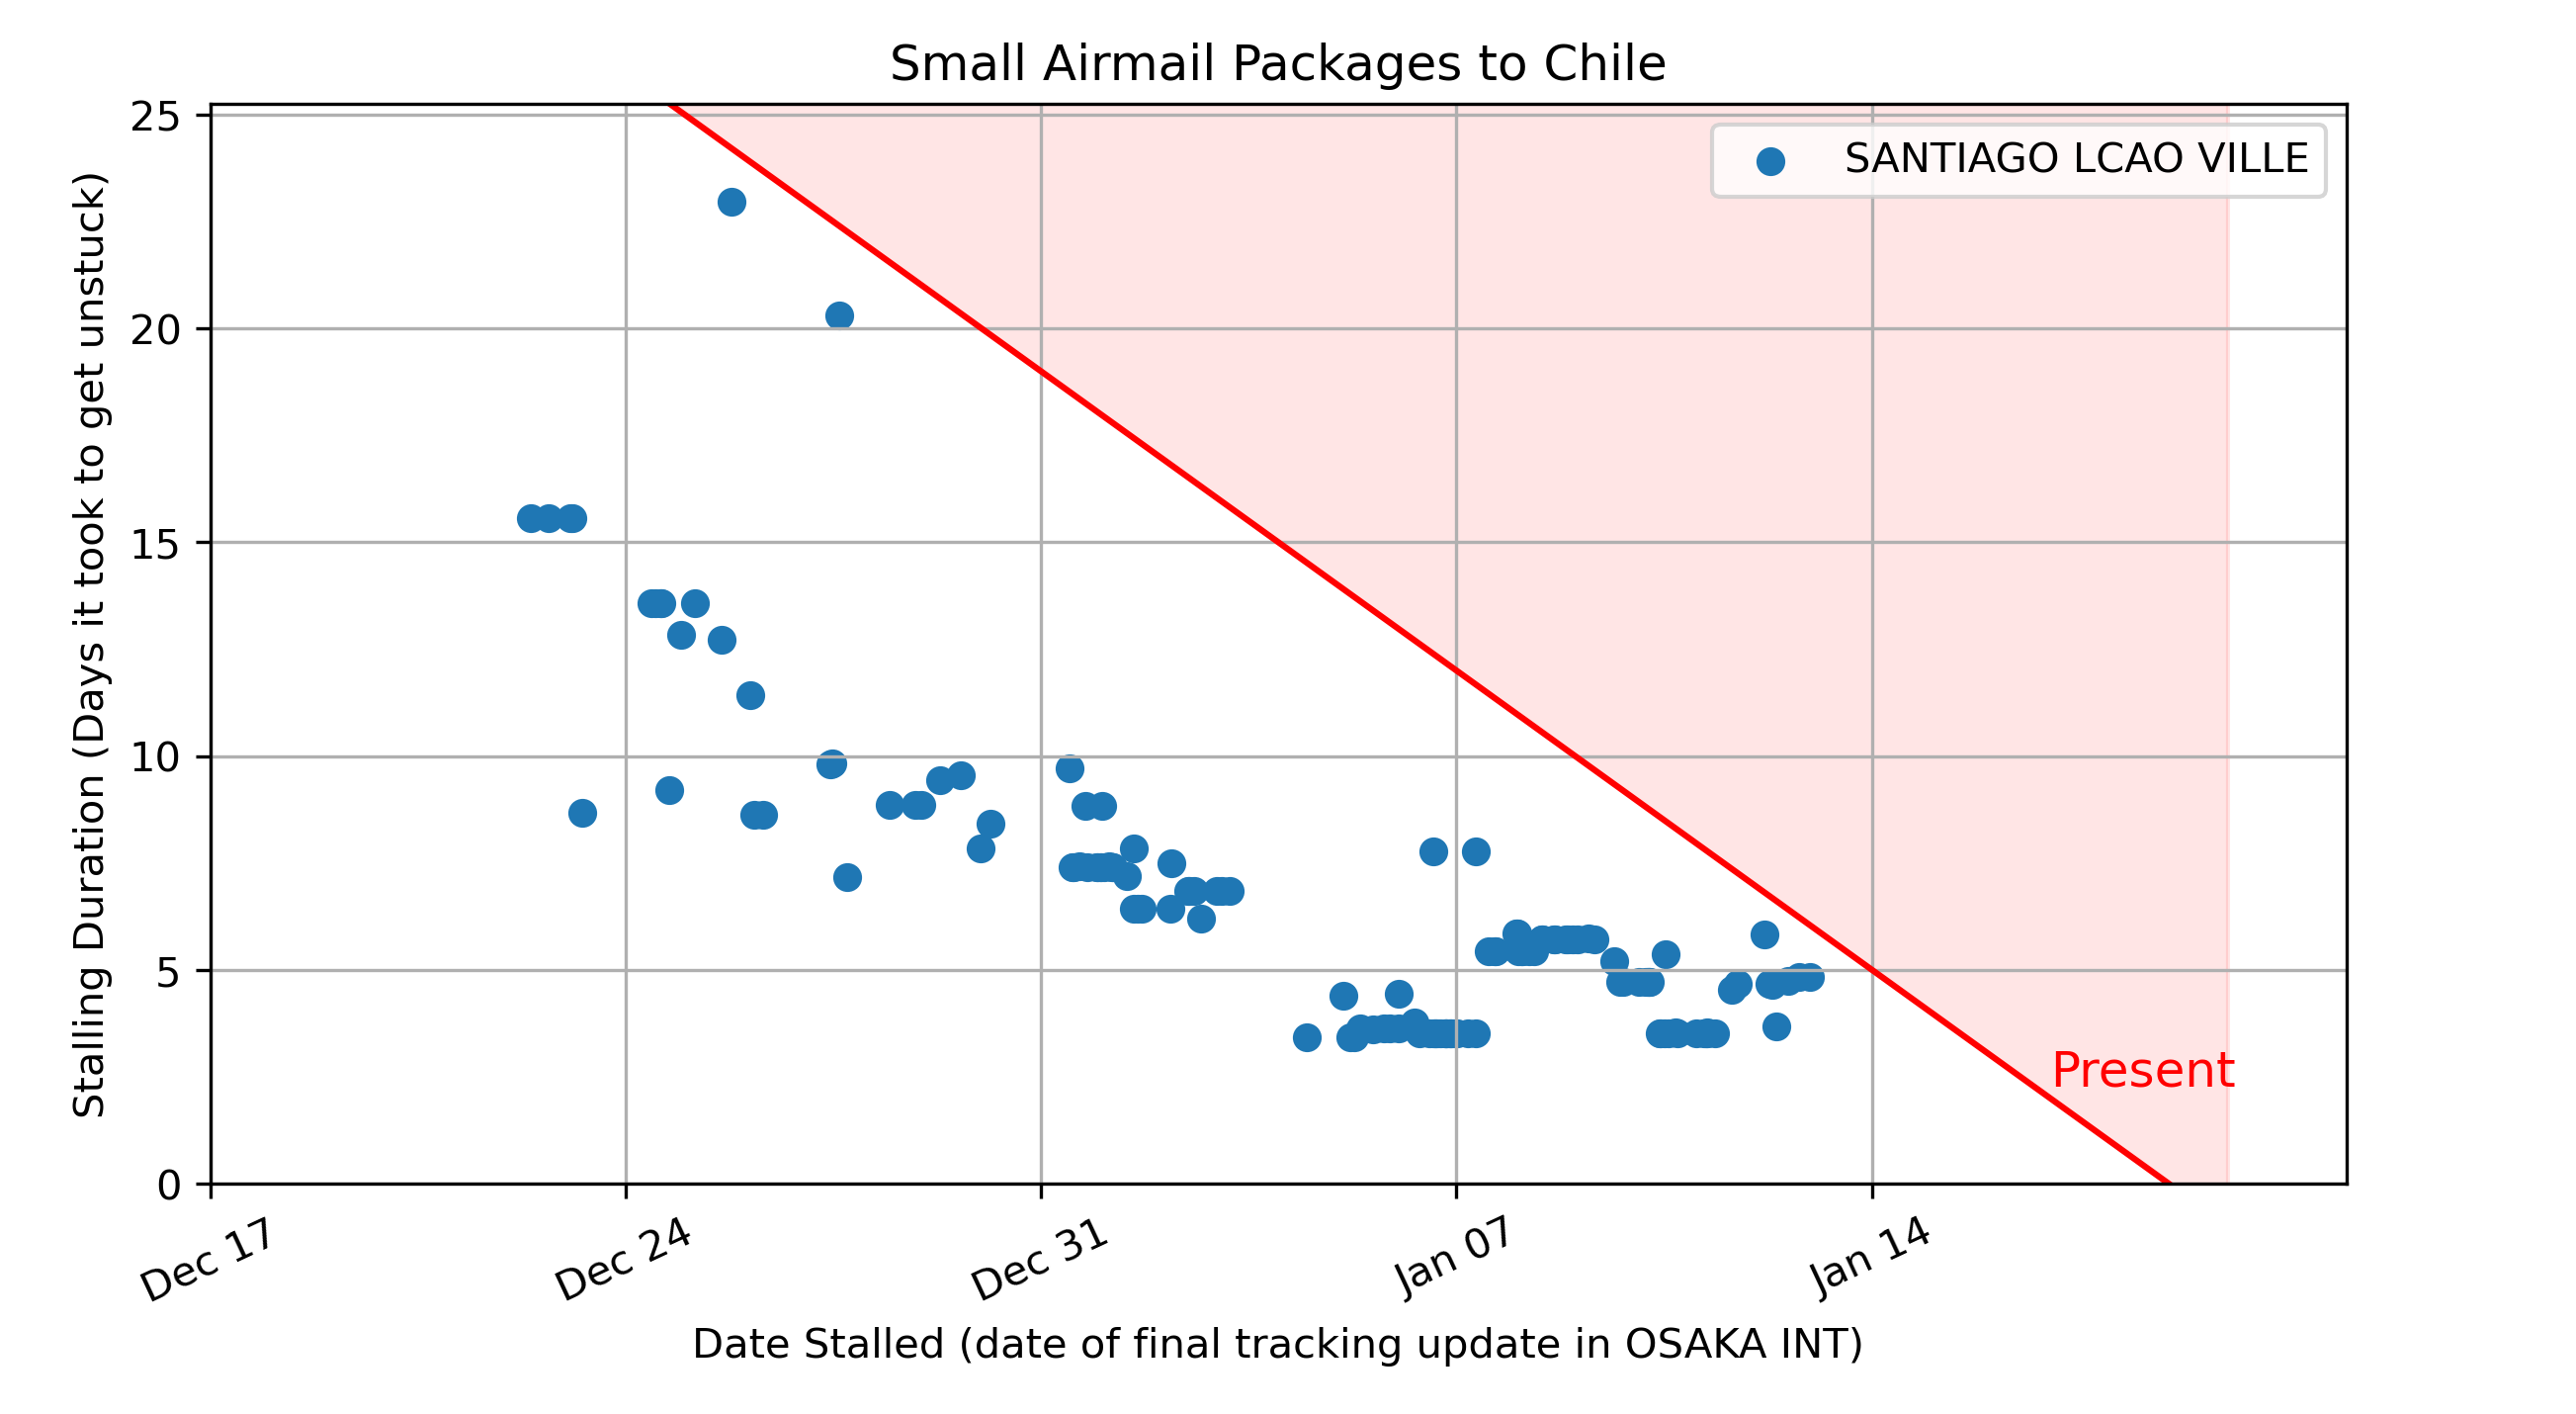 Small Airmail Packages to Chile
SANTIAGO LCAO VILLE
Stalling Duration (Days it took to get unstuck)
25
20
15
10
5
0
Present
Dec 17
Dec 24
Dec 31
Jan 07
Jan 14
Date Stalled (date of final tracking update in OSAKA INT)